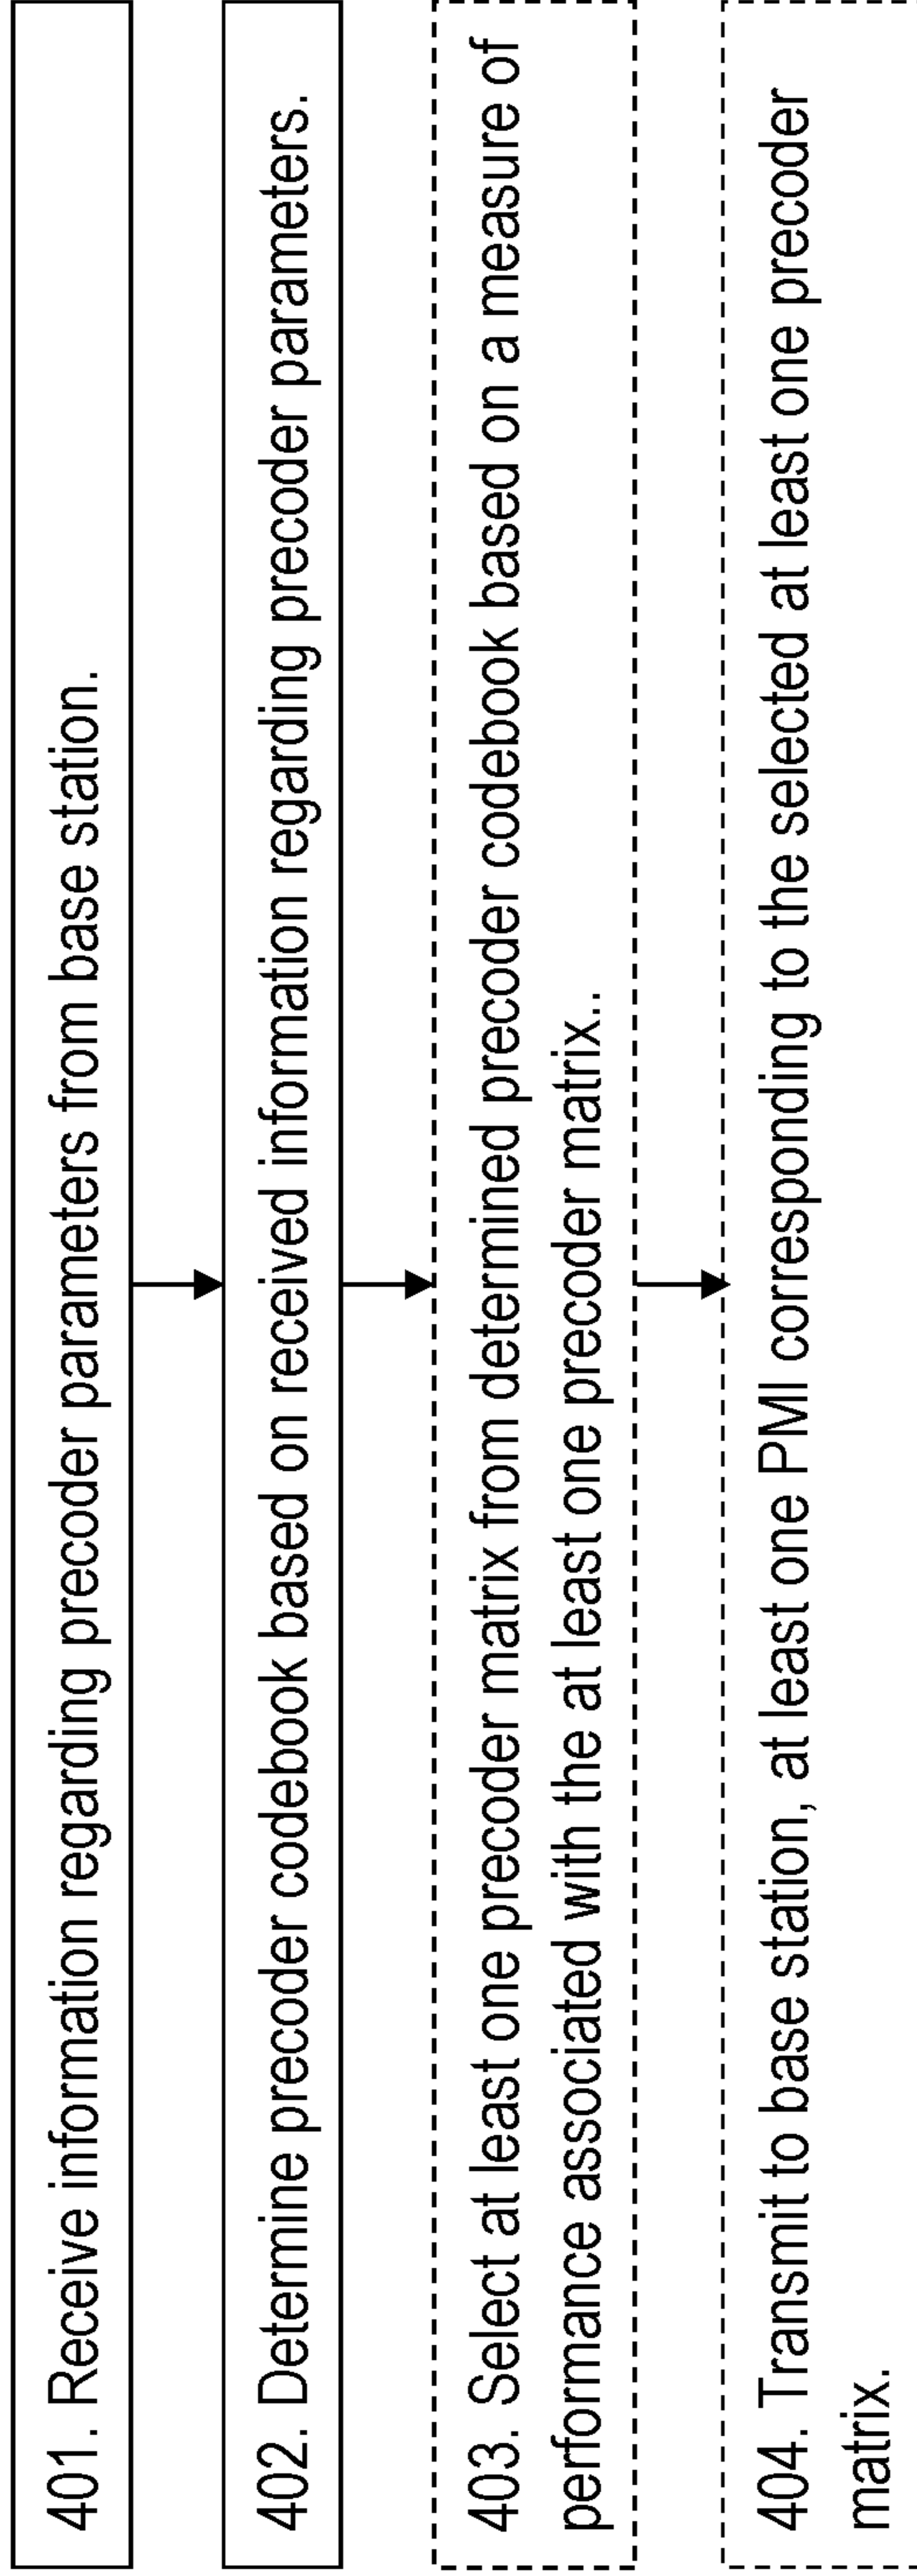 401. Receive information regarding precoder parameters from base station.
402. Determine precoder codebook based on received information regarding precoder parameters.
403. Select at least one precoder matrix from determined precoder codebook based on a measure of
performance associated with the at least one precoder matrix..
404. Transmit to base station, at least one PMI corresponding to the selected at least one precoder
matrix.